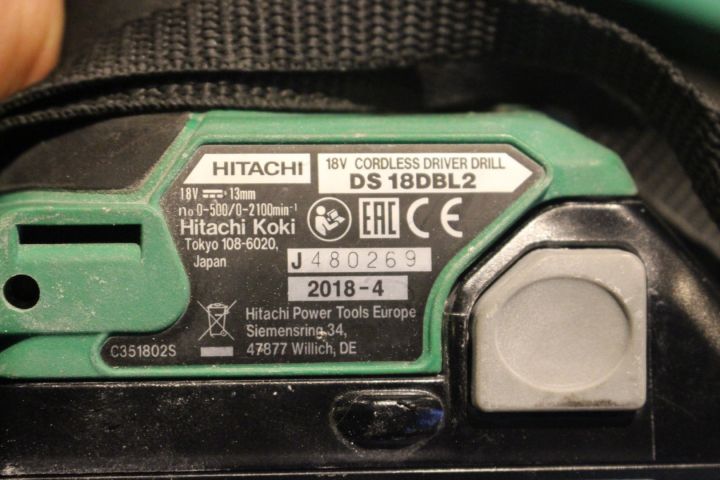 HITACHI
18V CORDLESS DRIVER DRILL
DS 18DBL2
18V ⎓ 13mm
n₀ 0-500/0-2100min⁻¹
Hitachi Koki
Tokyo 108-6020,
Japan
EAC CE
J480269
2018-4
Hitachi Power Tools Europe
Siemensring 34,
47877 Willich, DE
C351802S